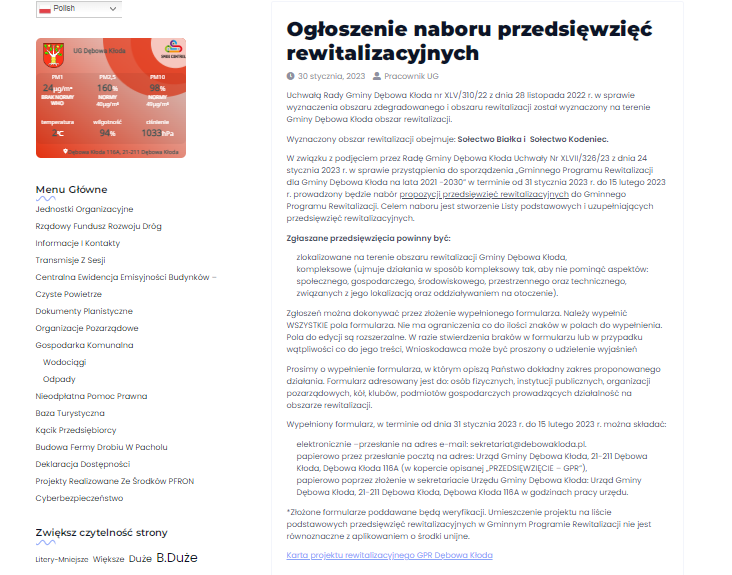 Polish
UG Dębowa Kłoda
PM1
PM2,5
PM10
24µg/m³
160%
98%
BRAK NORMY
WHO
NORMY
NORMY
temperatura
wilgotność
ciśnienie
94%
1033hPa
Dębowa Kłoda 116A, 21-211 Dębowa Kłoda
Menu Główne
Jednostki Organizacyjne
Rządowy Fundusz Rozwoju Dróg
Informacje I Kontakty
Transmisje Z Sesji
Centralna Ewidencja Emisyjności Budynków –
Czyste Powietrze
Dokumenty Planistyczne
Organizacje Pozarządowe
Gospodarka Komunalna
Wodociągi
Odpady
Nieodpłatna Pomoc Prawna
Baza Turystyczna
Kącik Przedsiębiorcy
Budowa Fermy Drobiu W Pacholu
Deklaracja Dostępności
Projekty Realizowane Ze Środków PFRON
Cyberbezpieczeństwo
Zwiększ czytelność strony
Litery-Mniejsze Większe Duże B.Duże
Ogłoszenie naboru przedsięwzięć
rewitalizacyjnych
30 stycznia, 2023 Pracownik UG
Uchwałą Rady Gminy Dębowa Kłoda nr XLV/310/22 z dnia 28 listopada 2022 r. w sprawie
wyznaczenia obszaru zdegradowanego i obszaru rewitalizacji został wyznaczony na terenie
Gminy Dębowa Kłoda obszar rewitalizacji.
Wyznaczony obszar rewitalizacji obejmuje: Sołectwo Białka i Sołectwo Kodeniec.
W związku z podjęciem przez Radę Gminy Dębowa Kłoda Uchwały Nr XLVII/326/23 z dnia 24
stycznia 2023 r. w sprawie przystąpienia do sporządzenia „Gminnego Programu Rewitalizacji
dla Gminy Dębowa Kłoda na lata 2021 -2030” w terminie od 31 stycznia 2023 r. do 15 lutego 2023
r. prowadzony będzie nabór propozycji przedsięwzięć rewitalizacyjnych do Gminnego
Programu Rewitalizacji. Celem naboru jest stworzenie Listy podstawowych i uzupełniających
przedsięwzięć rewitalizacyjnych.
Zgłaszane przedsięwzięcia powinny być:
zlokalizowane na terenie obszaru rewitalizacji Gminy Dębowa Kłoda,
kompleksowe (ujmuje działania w sposób kompleksowy tak, aby nie pominąć aspektów:
społecznego, gospodarczego, środowiskowego, przestrzennego oraz technicznego,
związanych z jego lokalizacją oraz oddziaływaniem na otoczenie).
Zgłoszeń można dokonywać przez złożenie wypełnionego formularza. Należy wypełnić
WSZYSTKIE pola formularza. Nie ma ograniczenia co do ilości znaków w polach do wypełnienia.
Pola do edycji są rozszerzalne. W razie stwierdzenia braków w formularzu lub w przypadku
wątpliwości co do jego treści, Wnioskodawca może być proszony o udzielenie wyjaśnień
Prosimy o wypełnienie formularza, w którym opiszą Państwo dokładny zakres proponowanego
działania. Formularz adresowany jest do: osób fizycznych, instytucji publicznych, organizacji
pozarządowych, kół, klubów, podmiotów gospodarczych prowadzących działalność na
obszarze rewitalizacji.
Wypełniony formularz, w terminie od dnia 31 stycznia 2023 r. do 15 lutego 2023 r. można składać:
elektronicznie –przesłanie na adres e-mail: sekretariat@debowakloda.pl.
papierowo przez przesłanie pocztą na adres: Urząd Gminy Dębowa Kłoda, 21-211 Dębowa
Kłoda, Dębowa Kłoda 116A (w kopercie opisanej „PRZEDSIĘWZIĘCIE – GPR”),
papierowo poprzez złożenie w sekretariacie Urzędu Gminy Dębowa Kłoda: Urząd Gminy
Dębowa Kłoda, 21-211 Dębowa Kłoda, Dębowa Kłoda 116A w godzinach pracy urzędu.
*Złożone formularze poddawane będą weryfikacji. Umieszczenie projektu na liście
podstawowych przedsięwzięć rewitalizacyjnych w Gminnym Programie Rewitalizacji nie jest
równoznaczne z aplikowaniem o środki unijne.
Karta projektu rewitalizacyjnego GPR Dębowa Kłoda